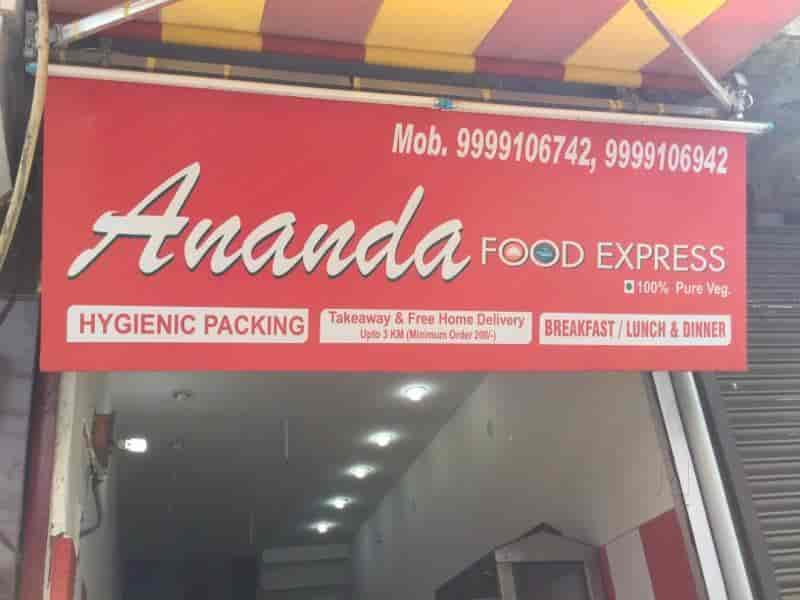 Mob. 9999106742, 9999106942
Ananda FOOD EXPRESS
100% Pure Veg.
HYGIENIC PACKING
Takeaway & Free Home Delivery
Upto 3 KM (Minimum Order 200/-)
BREAKFAST / LUNCH & DINNER